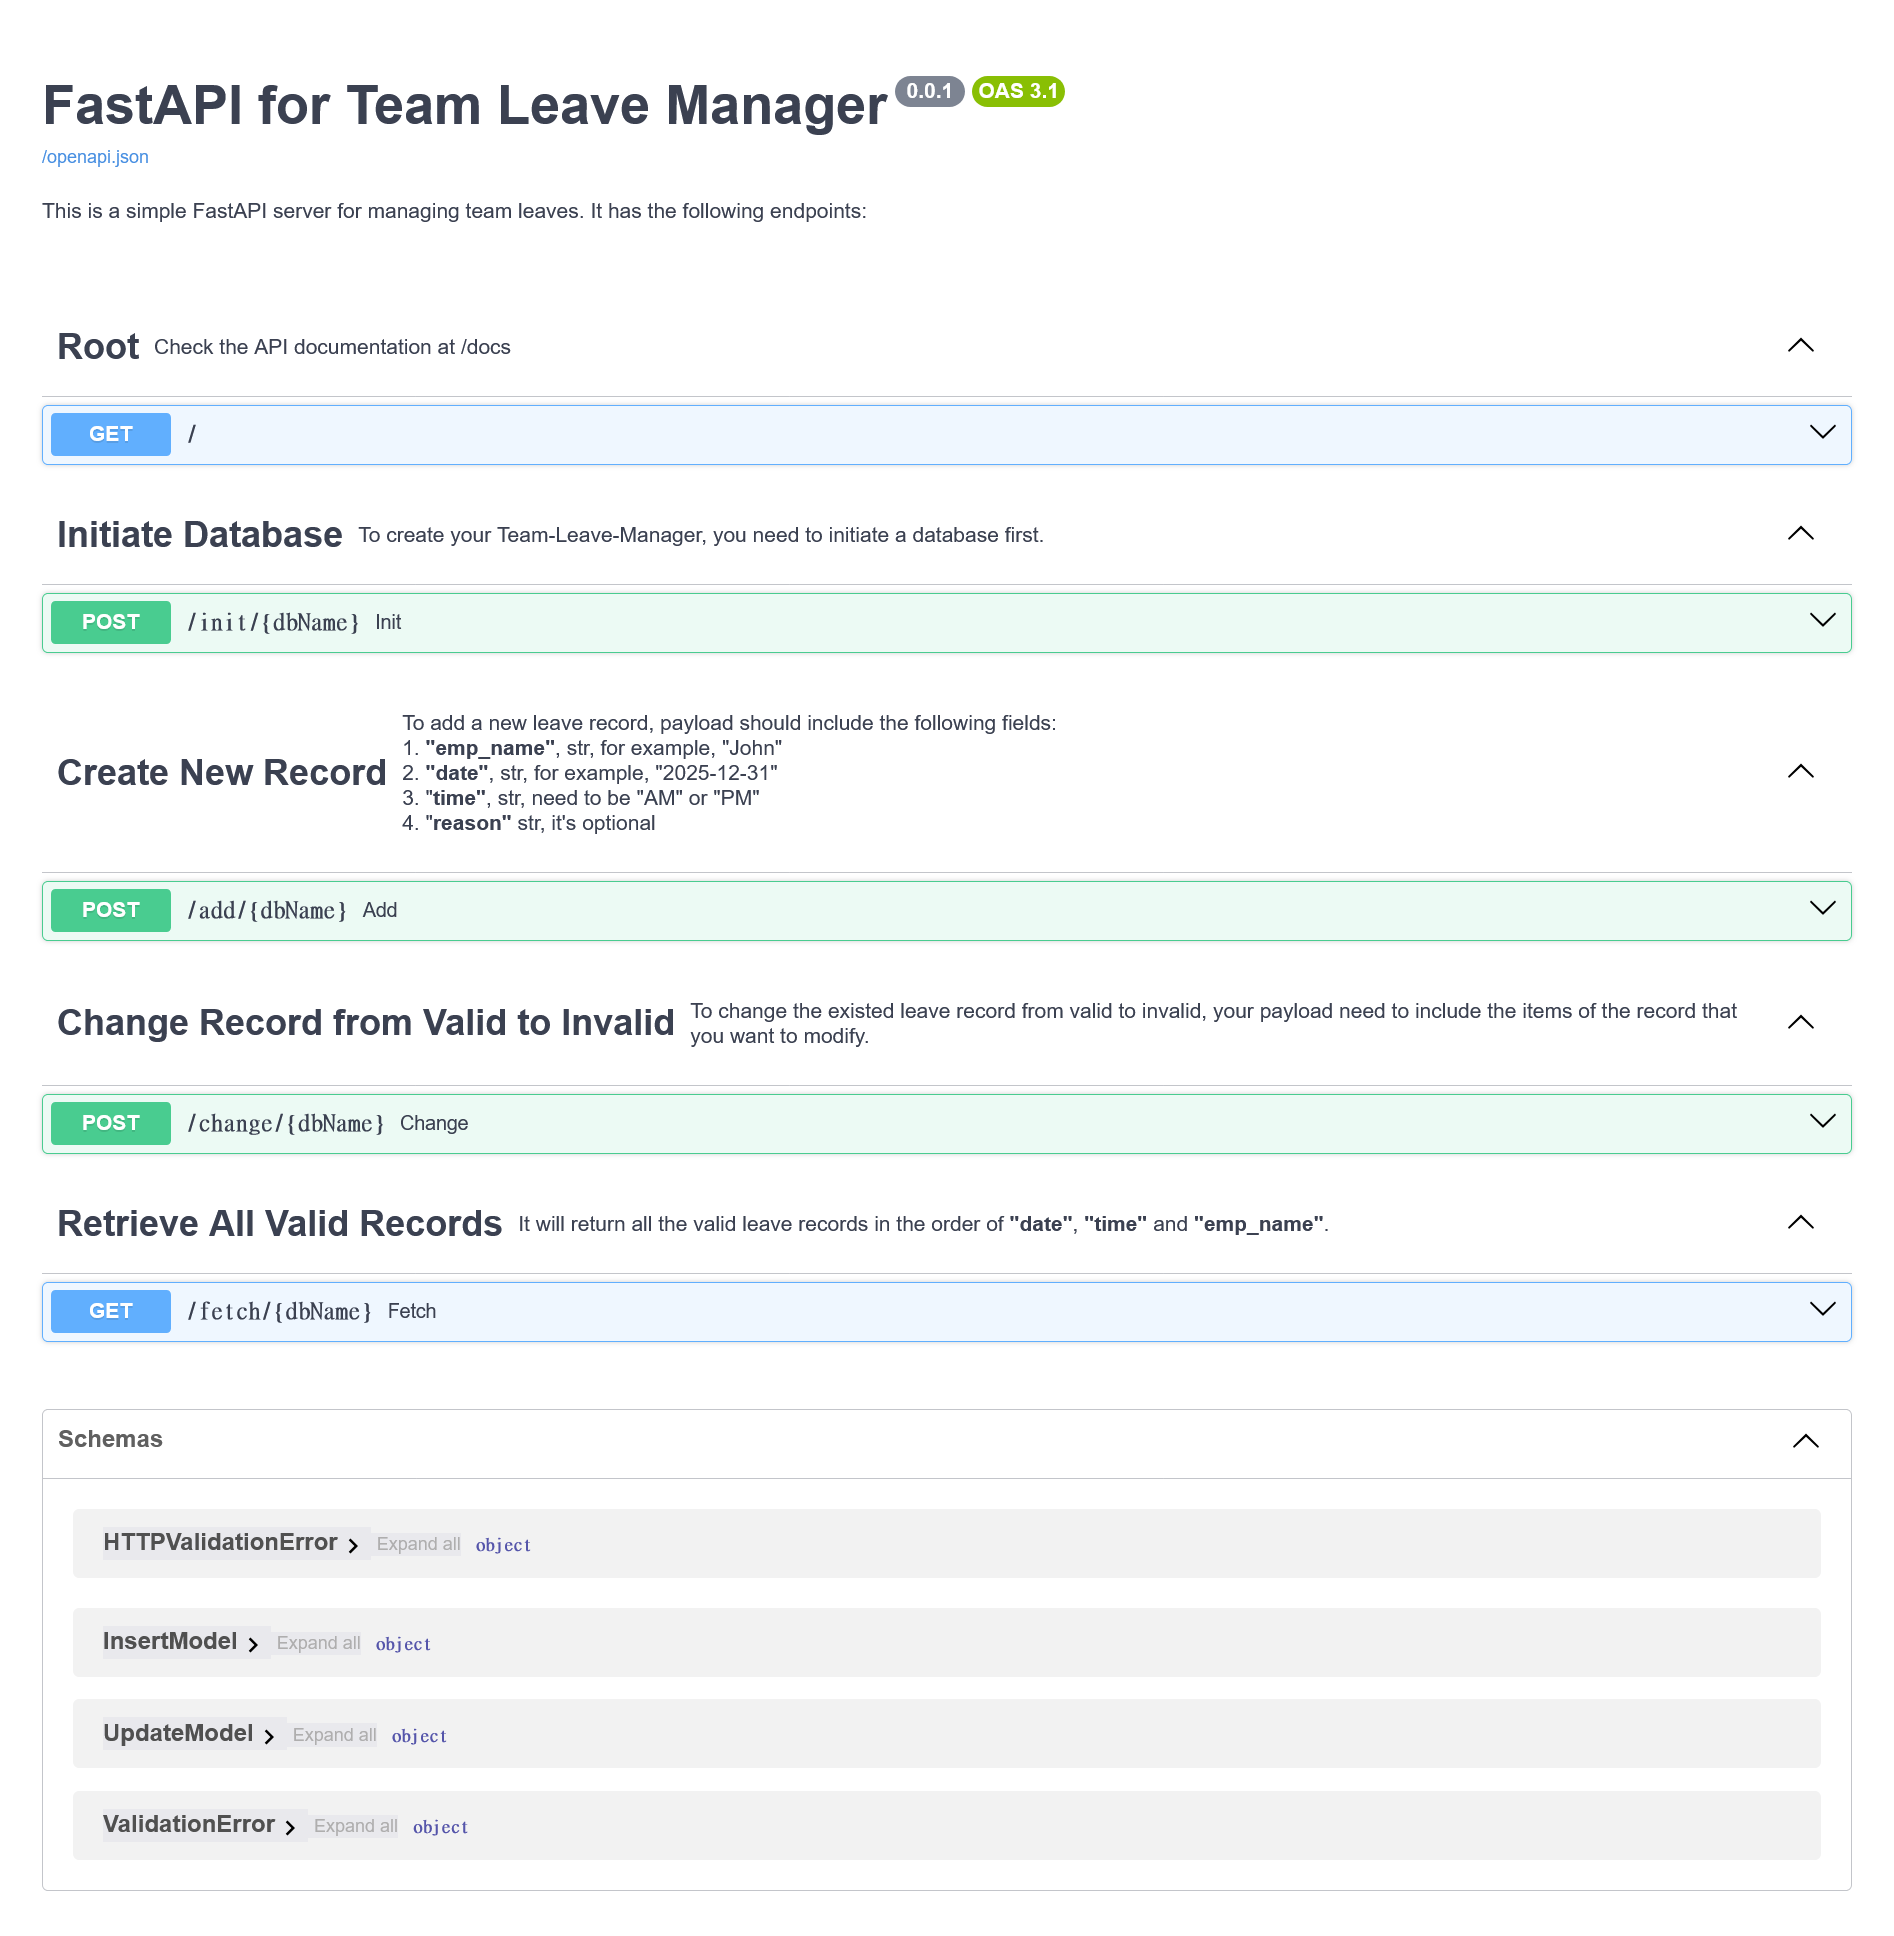 FastAPI for Team Leave Manager 0.0.1 OAS 3.1
/openapi.json
This is a simple FastAPI server for managing team leaves. It has the following endpoints:
Root Check the API documentation at /docs
GET /
Initiate Database To create your Team-Leave-Manager, you need to initiate a database first.
POST /init/{dbName} Init
Create New Record
To add a new leave record, payload should include the following fields:
1. "emp_name", str, for example, "John"
2. "date", str, for example, "2025-12-31"
3. "time", str, need to be "AM" or "PM"
4. "reason" str, it's optional
POST /add/{dbName} Add
Change Record from Valid to Invalid
To change the existed leave record from valid to invalid, your payload need to include the items of the record that
you want to modify.
POST /change/{dbName} Change
Retrieve All Valid Records It will return all the valid leave records in the order of "date", "time" and "emp_name".
GET /fetch/{dbName} Fetch
Schemas
HTTPValidationError Expand all object
InsertModel Expand all object
UpdateModel Expand all object
ValidationError Expand all object